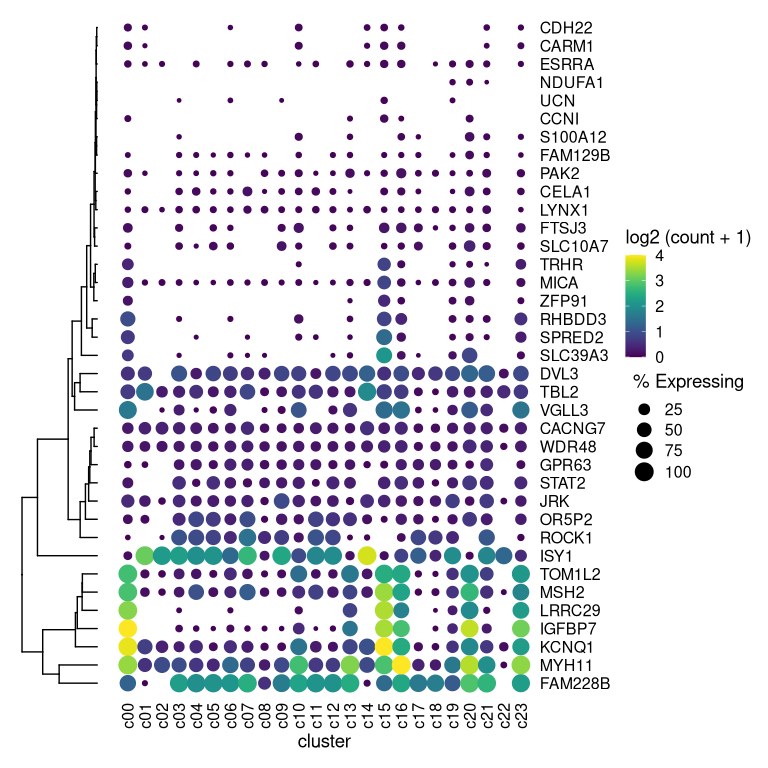 CDH22
CARM1
ESRRA
NDUFA1
UCN
CCNI
S100A12
FAM129B
PAK2
CELA1
LYNX1
FTSJ3
SLC10A7
TRHR
MICA
ZFP91
RHBDD3
SPRED2
SLC39A3
DVL3
TBL2
VGLL3
CACNG7
WDR48
GPR63
STAT2
JRK
OR5P2
ROCK1
ISY1
TOM1L2
MSH2
LRRC29
IGFBP7
KCNQ1
MYH11
FAM228B
c00 c01 c02 c03 c04 c05 c06 c07 c08 c09 c10 c11 c12 c13 c14 c15 c16 c17 c18 c19 c20 c21 c22 c23
cluster
log2 (count + 1)
4
3
2
1
0
% Expressing
25
50
75
100